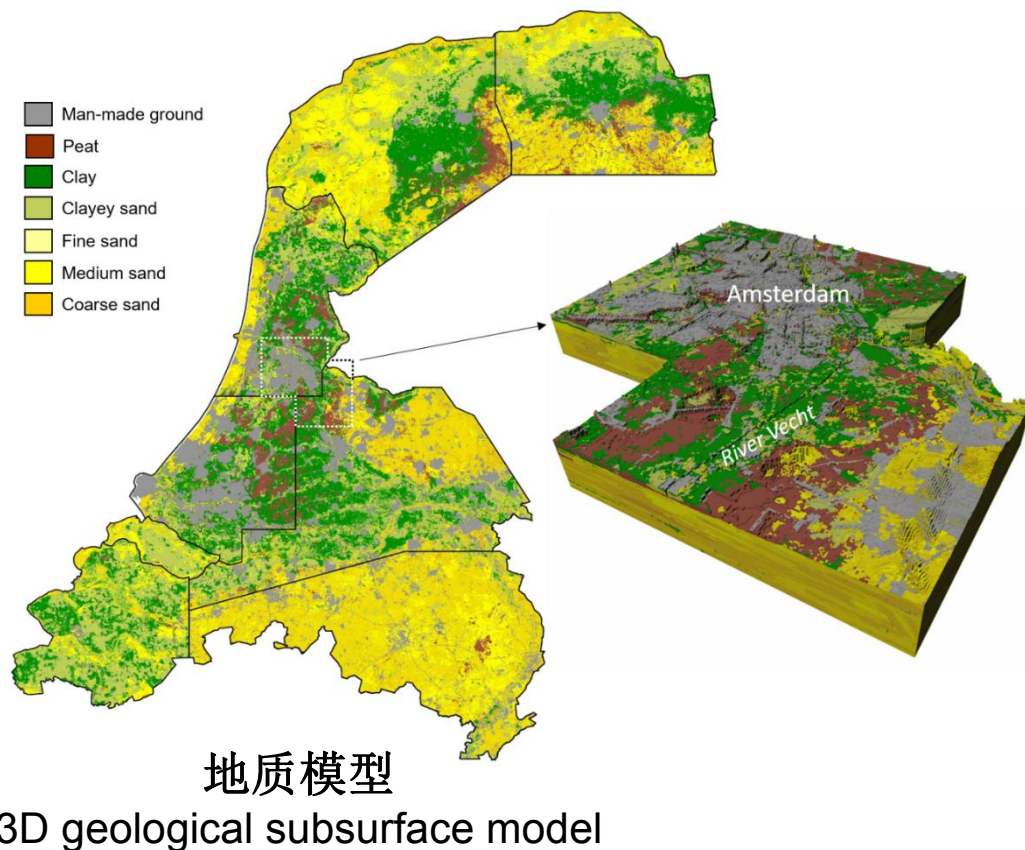 Man-made ground
Peat
Clay
Clayey sand
Fine sand
Medium sand
Coarse sand
Amsterdam
River Vecht
地质模型
3D geological subsurface model